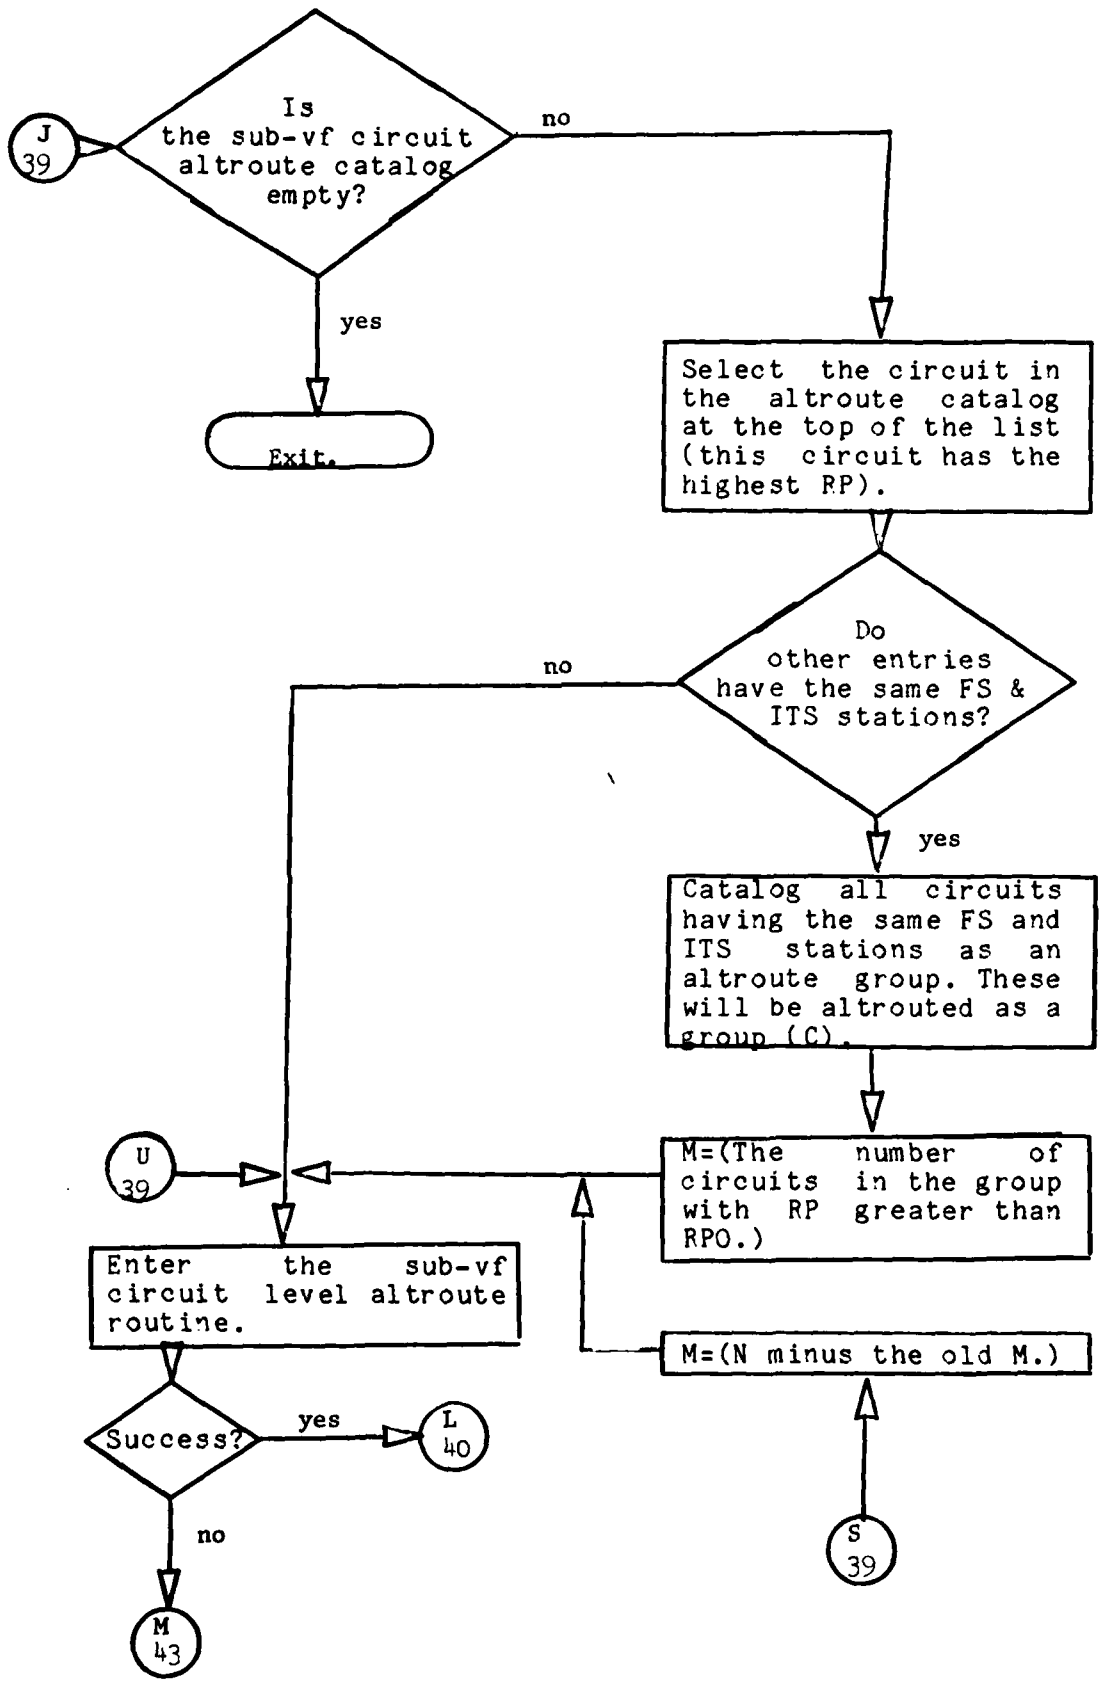 J
39
Is
the sub-vf circuit
altroute catalog
empty?
no
yes
Exit.
Select the circuit in
the altroute catalog
at the top of the list
(this circuit has the
highest RP).
Do
other entries
have the same FS &
ITS stations?
no
yes
Catalog all circuits
having the same FS and
ITS stations as an
altroute group. These
will be altrouted as a
group (C).
U
39
M=(The number of
circuits in the group
with RP greater than
RPO.)
Enter the sub-vf
circuit level altroute
routine.
M=(N minus the old M.)
Success?
yes
L
40
no
S
39
M
43